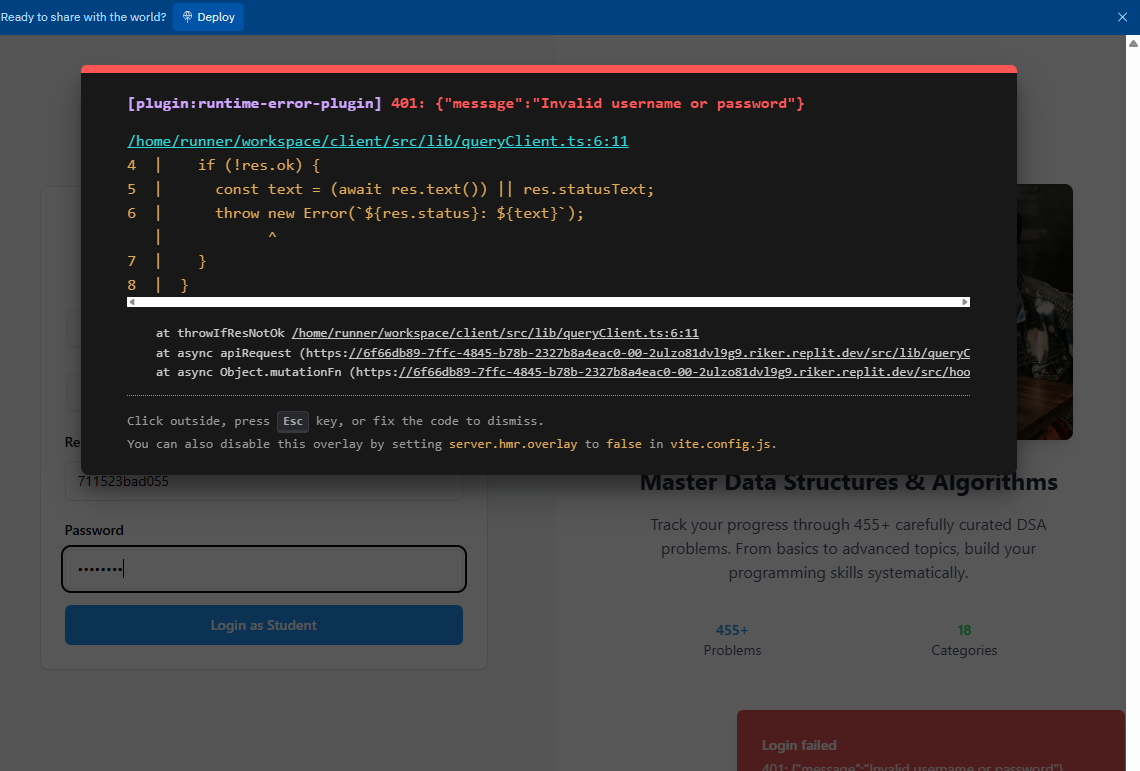 Ready to share with the world? Deploy
[plugin:runtime-error-plugin] 401: {"message":"Invalid username or password"}
/home/runner/workspace/client/src/lib/queryClient.ts:6:11
4 | if (!res.ok) {
5 | const text = (await res.text()) || res.statusText;
6 | throw new Error(`${res.status}: ${text}`);
| ^
7 | }
8 | }
at throwIfResNotOk /home/runner/workspace/client/src/lib/queryClient.ts:6:11
at async apiRequest (https://6f66db89-7ffc-4845-b78b-2327b8a4eac0-00-2ulzo81dvl9g9.riker.replit.dev/src/lib/queryC
at async Object.mutationFn (https://6f66db89-7ffc-4845-b78b-2327b8a4eac0-00-2ulzo81dvl9g9.riker.replit.dev/src/hoo
Click outside, press Esc key, or fix the code to dismiss.
You can also disable this overlay by setting server.hmr.overlay to false in vite.config.js.
Re
711523bad055
Password
••••••••
Login as Student
Master Data Structures & Algorithms
Track your progress through 455+ carefully curated DSA
problems. From basics to advanced topics, build your
programming skills systematically.
455+
Problems
18
Categories
Login failed
401: {"message":"Invalid username or password"}